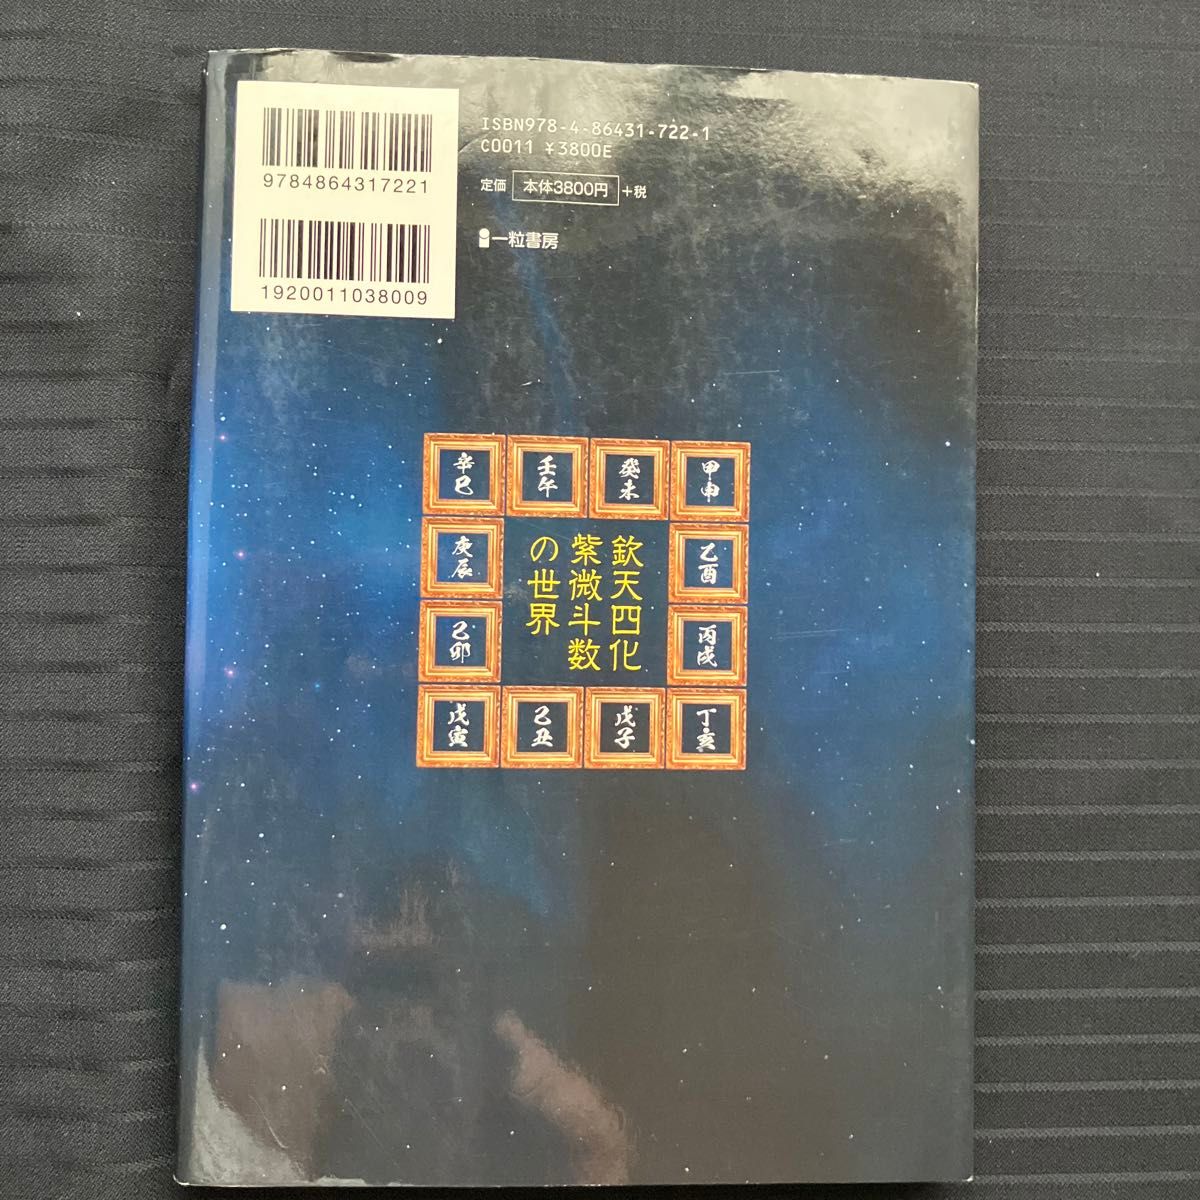 9784864317221
1920011038009
ISBN978-4-86431-722-1
C0011 ¥3800E
定価 本体3800円 +税
一粒書房
辛巳
壬午
癸未
甲申
庚辰
乙酉
己卯
丙戌
戊寅
己丑
戊子
丁亥
欽天四化
紫微斗数
の世界